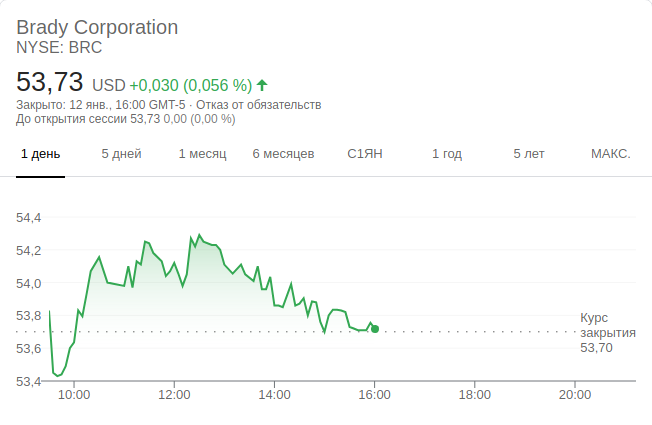 Brady Corporation
NYSE: BRC
53,73 USD +0,030 (0,056 %)
Закрыто: 12 янв., 16:00 GMT-5 · Отказ от обязательств
До открытия сессии 53,73 0,00 (0,00 %)
1 день 5 дней 1 месяц 6 месяцев С1ЯН 1 год 5 лет МАКС.
54,4
54,2
54,0
53,8
53,6
53,4
Курс
закрытия
53,70
10:00 12:00 14:00 16:00 18:00 20:00